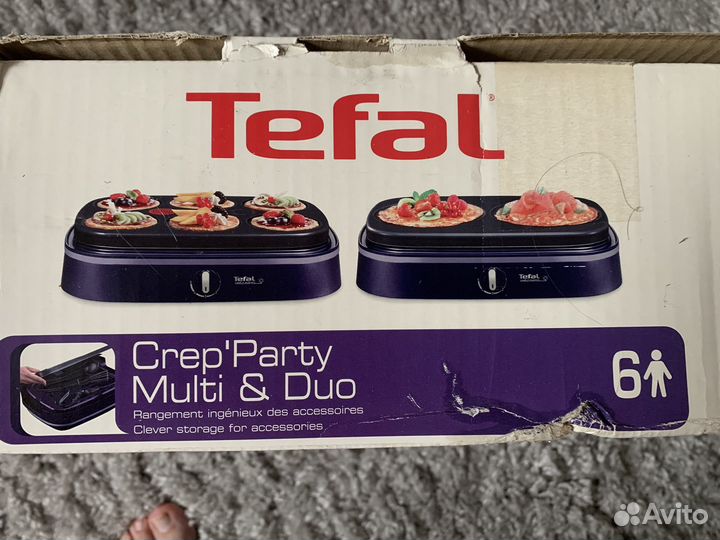 Tefal
Tefal
Tefal
Crep'Party
Multi & Duo
Rangement ingénieux des accessoires
Clever storage for accessories
6
Avito